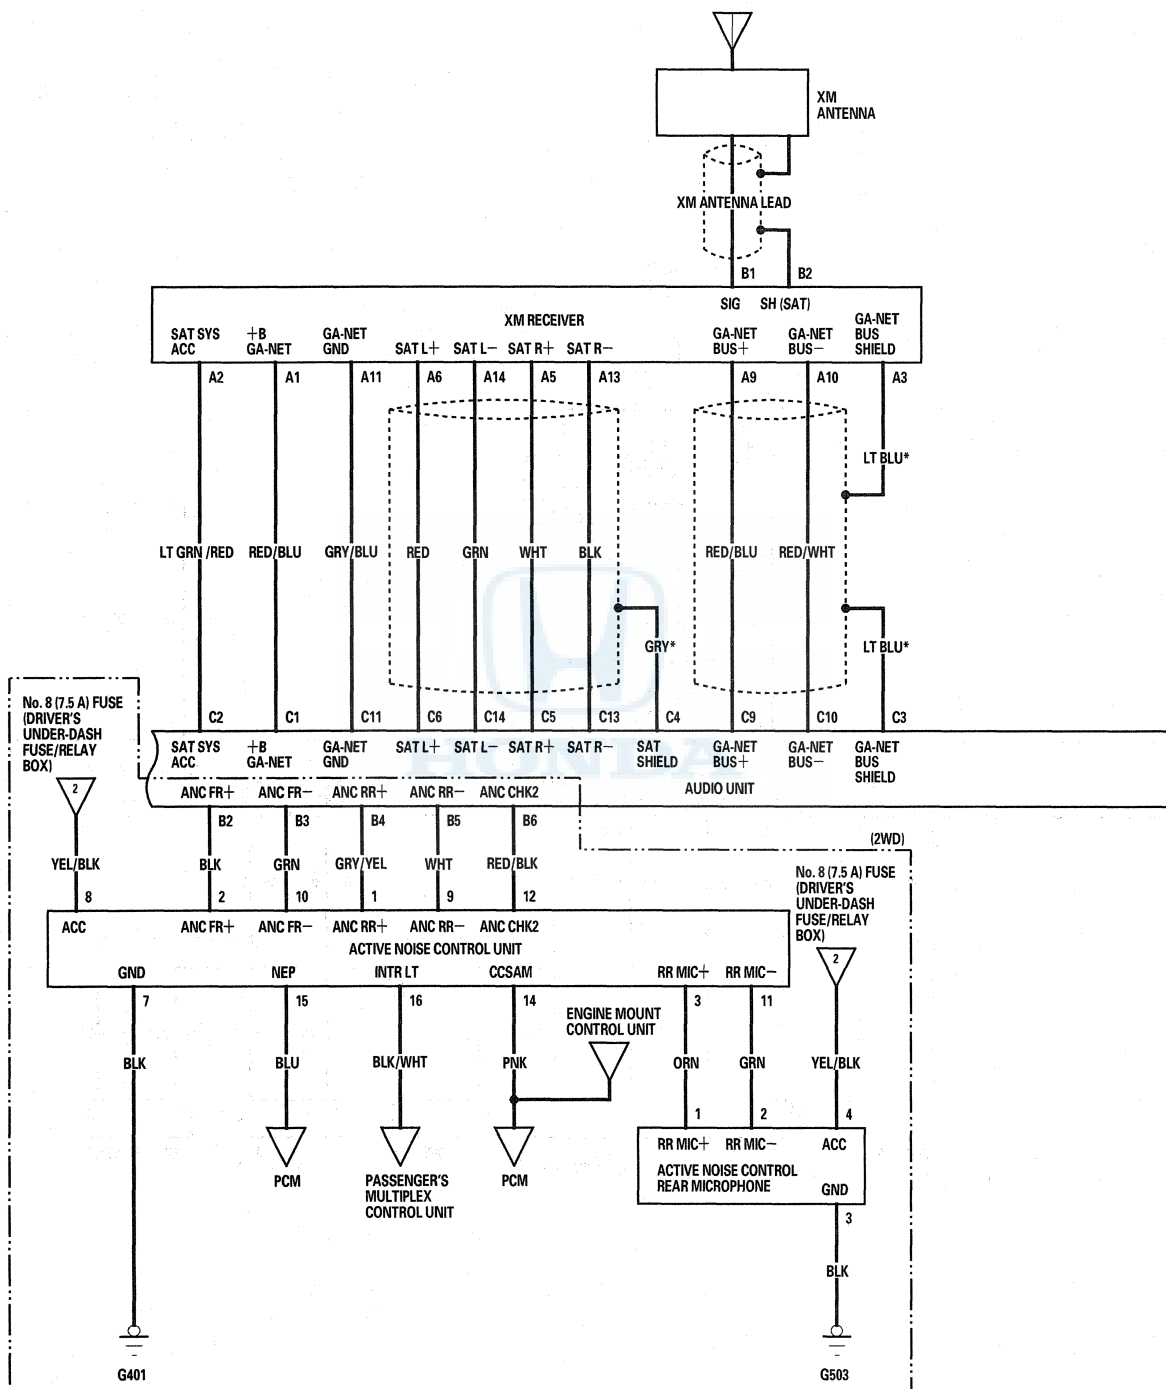 XM
ANTENNA
XM ANTENNA LEAD
B1 B2
SIG SH (SAT)
XM RECEIVER
SAT SYS
ACC
+B
GA-NET
GA-NET
GND
SAT L+ SAT L− SAT R+ SAT R−
GA-NET
BUS+
GA-NET
BUS−
GA-NET
BUS
SHIELD
A2 A1 A11 A6 A14 A5 A13 A9 A10 A3
LT BLU*
LT GRN/RED RED/BLU GRY/BLU RED GRN WHT BLK RED/BLU RED/WHT
GRY* LT BLU*
HONDA
No. 8 (7.5 A) FUSE
(DRIVER'S
UNDER-DASH
FUSE/RELAY
BOX)
2
C2 C1 C11 C6 C14 C5 C13 C4 C9 C10 C3
SAT SYS
ACC
+B
GA-NET
GA-NET
GND
SAT L+ SAT L− SAT R+ SAT R−
SAT
SHIELD
GA-NET
BUS+
GA-NET
BUS−
GA-NET
BUS
SHIELD
AUDIO UNIT
ANC FR+ ANC FR− ANC RR+ ANC RR− ANC CHK2
B2 B3 B4 B5 B6
(2WD)
YEL/BLK BLK GRN GRY/YEL WHT RED/BLK
8 2 10 1 9 12
No. 8 (7.5 A) FUSE
(DRIVER'S
UNDER-DASH
FUSE/RELAY
BOX)
2
ACC ANC FR+ ANC FR− ANC RR+ ANC RR− ANC CHK2
ACTIVE NOISE CONTROL UNIT
GND NEP INTR LT CCSAM RR MIC+ RR MIC−
7 15 16 14 3 11
ENGINE MOUNT
CONTROL UNIT
BLK BLU BLK/WHT PNK ORN GRN YEL/BLK
1 2 4
RR MIC+ RR MIC− ACC
ACTIVE NOISE CONTROL
REAR MICROPHONE
GND
PCM
PASSENGER'S
MULTIPLEX
CONTROL UNIT
PCM
3
BLK
G401 G503